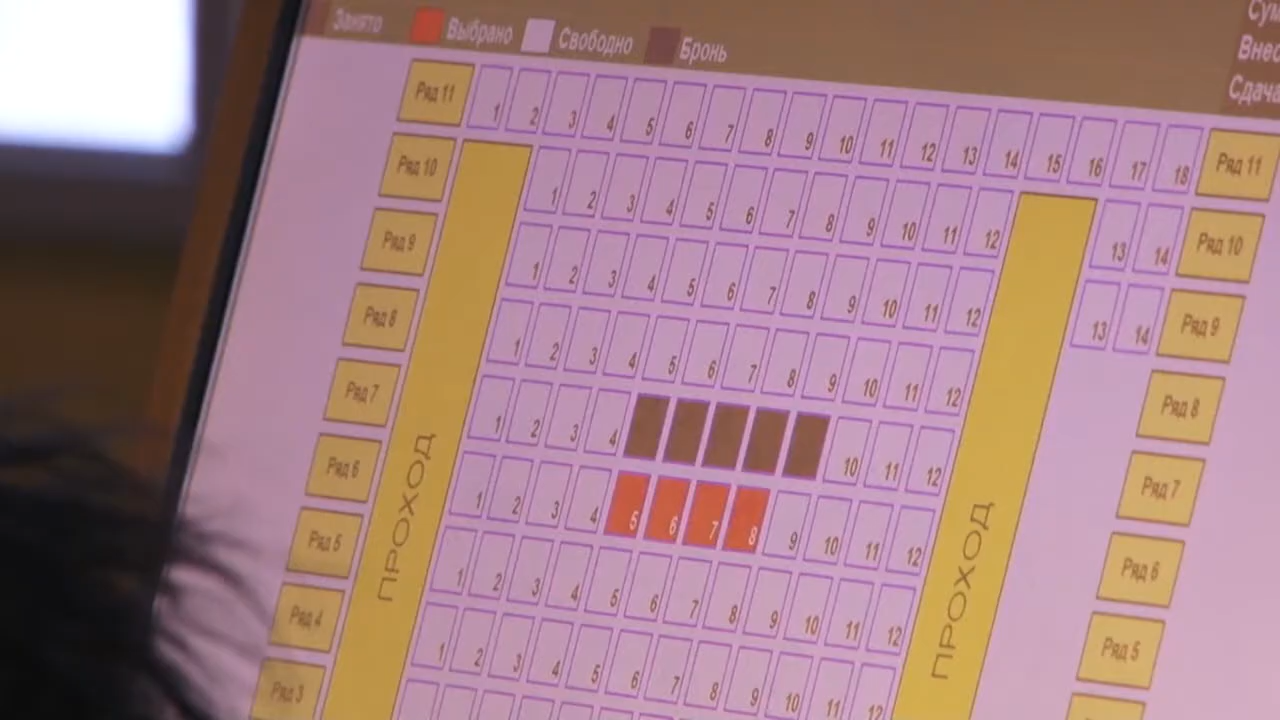 Занято Выбрано Свободно Бронь
Сум
Внес
Сдача
Ряд 11 1 2 3 4 5 6 7 8 9 10 11 12 13 14 15 16 17 18 Ряд 11
Ряд 10 1 2 3 4 5 6 7 8 9 10 11 12 13 14 Ряд 10
Ряд 9 1 2 3 4 5 6 7 8 9 10 11 12 13 14 Ряд 9
Ряд 8 1 2 3 4 5 6 7 8 9 10 11 12 Ряд 8
Ряд 7 1 2 3 4 10 11 12 Ряд 7
Ряд 6 1 2 3 4 5 6 7 8 9 10 11 12 Ряд 6
Ряд 5 1 2 3 4 5 6 7 8 9 10 11 12 Ряд 5
Ряд 4 1 2 3 4 5 6 7 8 9 10 11 12
Ряд 3
ПРОХОД
ПРОХОД